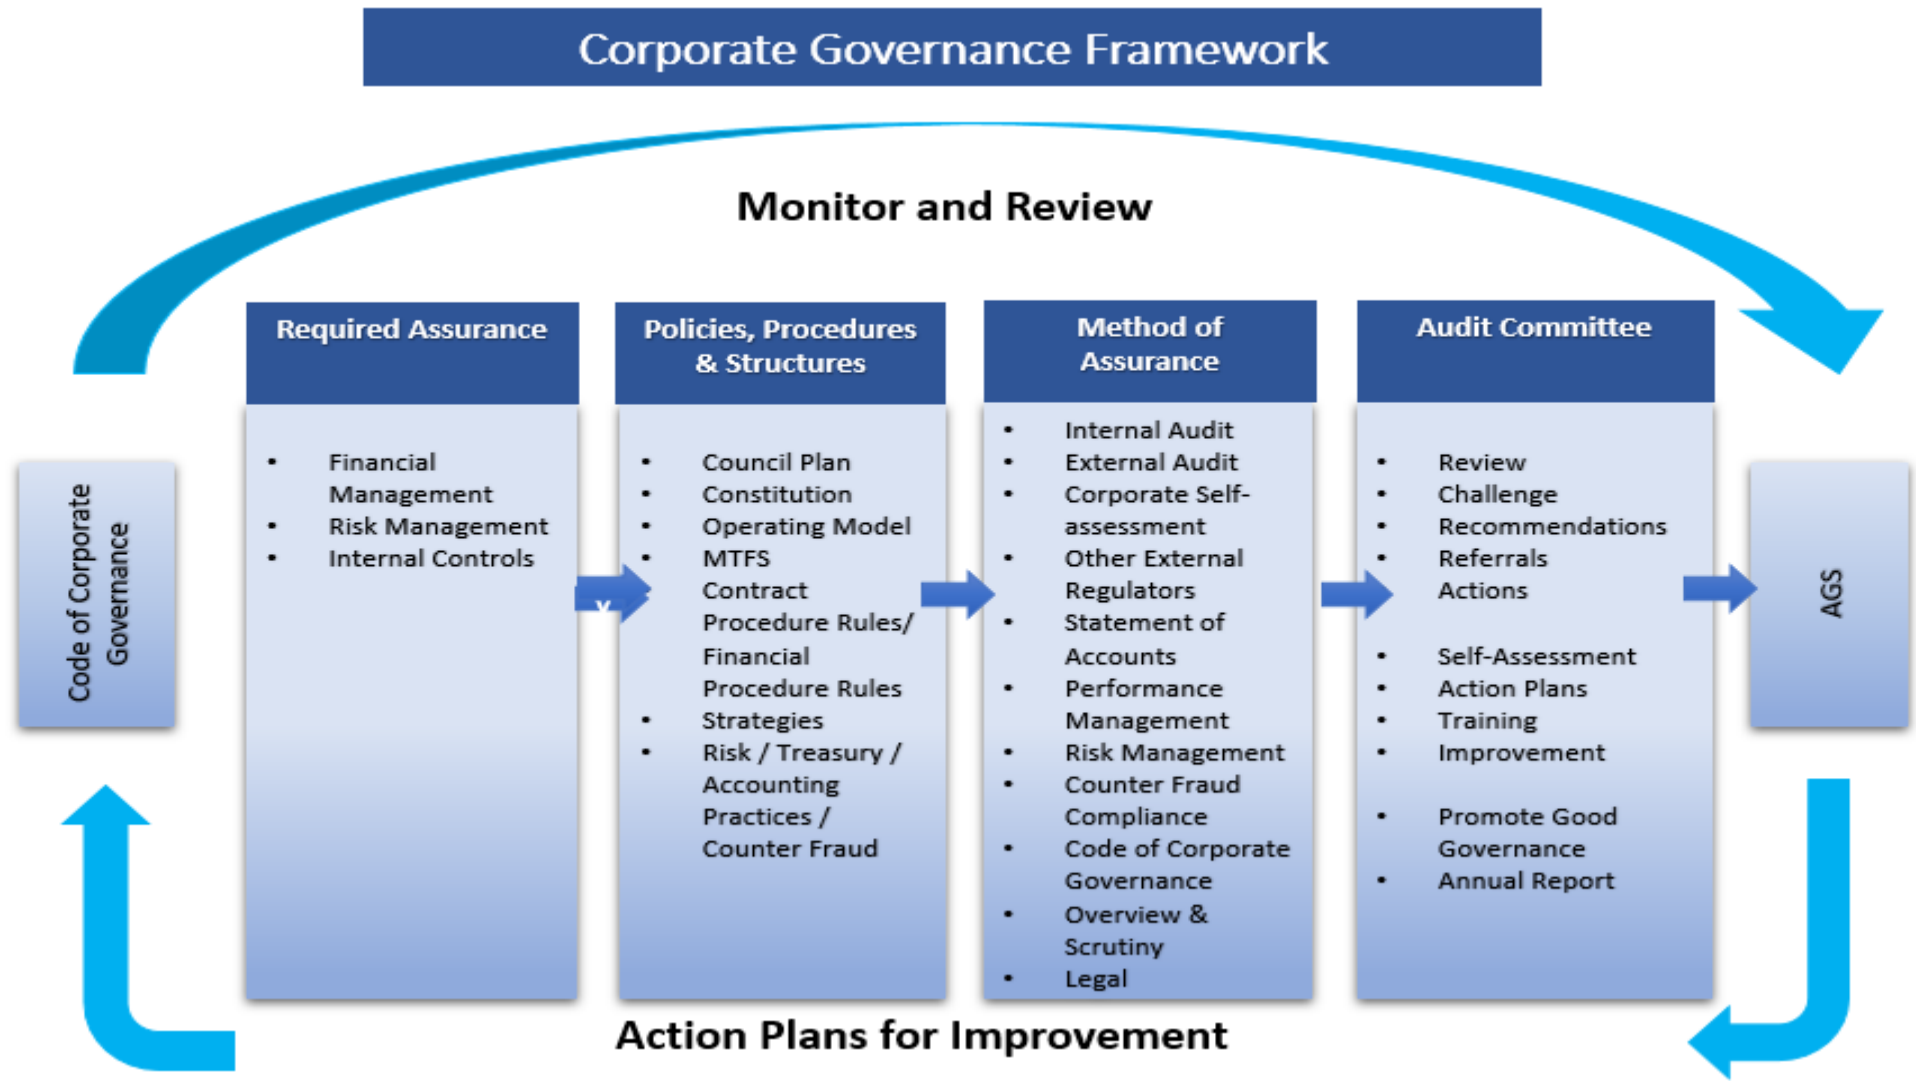 Corporate Governance Framework
Monitor and Review
Code of Corporate
Governance
Required Assurance
• Financial
Management
• Risk Management
• Internal Controls
v
Policies, Procedures
& Structures
• Council Plan
• Constitution
• Operating Model
• MTFS
• Contract
Procedure Rules/
Financial
Procedure Rules
• Strategies
• Risk / Treasury /
Accounting
Practices /
Counter Fraud
Method of
Assurance
• Internal Audit
• External Audit
• Corporate Self-
assessment
• Other External
Regulators
• Statement of
Accounts
• Performance
Management
• Risk Management
• Counter Fraud
Compliance
• Code of Corporate
Governance
• Overview &
Scrutiny
• Legal
Audit Committee
• Review
• Challenge
• Recommendations
• Referrals
• Actions
• Self-Assessment
• Action Plans
• Training
• Improvement
• Promote Good
Governance
• Annual Report
AGS
Action Plans for Improvement